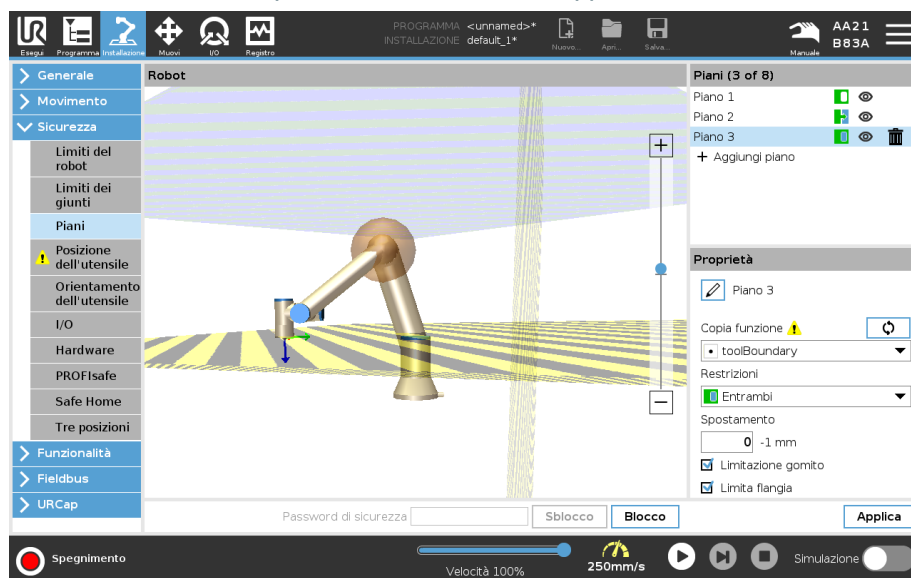 PROGRAMMA <unnamed>*
INSTALLAZIONE default_1*
Esegui Programma Installazione Muovi I/O Registro
Nuovo... Apri... Salva...
Manuale
AA21
B83A
Generale
Movimento
Sicurezza
Limiti del
robot
Limiti dei
giunti
Piani
Posizione
dell'utensile
Orientamento
dell'utensile
I/O
Hardware
PROFIsafe
Safe Home
Tre posizioni
Funzionalità
Fieldbus
URCap
Robot
Piani (3 of 8)
Piano 1
Piano 2
Piano 3
+ Aggiungi piano
Proprietà
Piano 3
Copia funzione
toolBoundary
Restrizioni
Entrambi
Spostamento
0 -1 mm
Limitazione gomito
Limita flangia
Password di sicurezza Sblocco Blocco Applica
Spegnimento
Velocità 100%
250mm/s
Simulazione